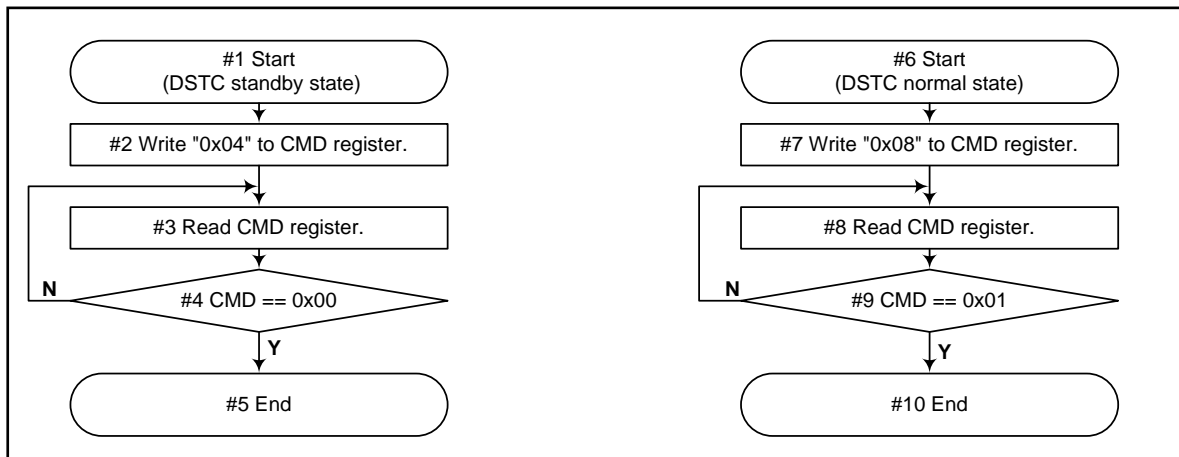 #1 Start
(DSTC standby state)
#2 Write "0x04" to CMD register.
#3 Read CMD register.
N
#4 CMD == 0x00
Y
#5 End
#6 Start
(DSTC normal state)
#7 Write "0x08" to CMD register.
#8 Read CMD register.
N
#9 CMD == 0x01
Y
#10 End